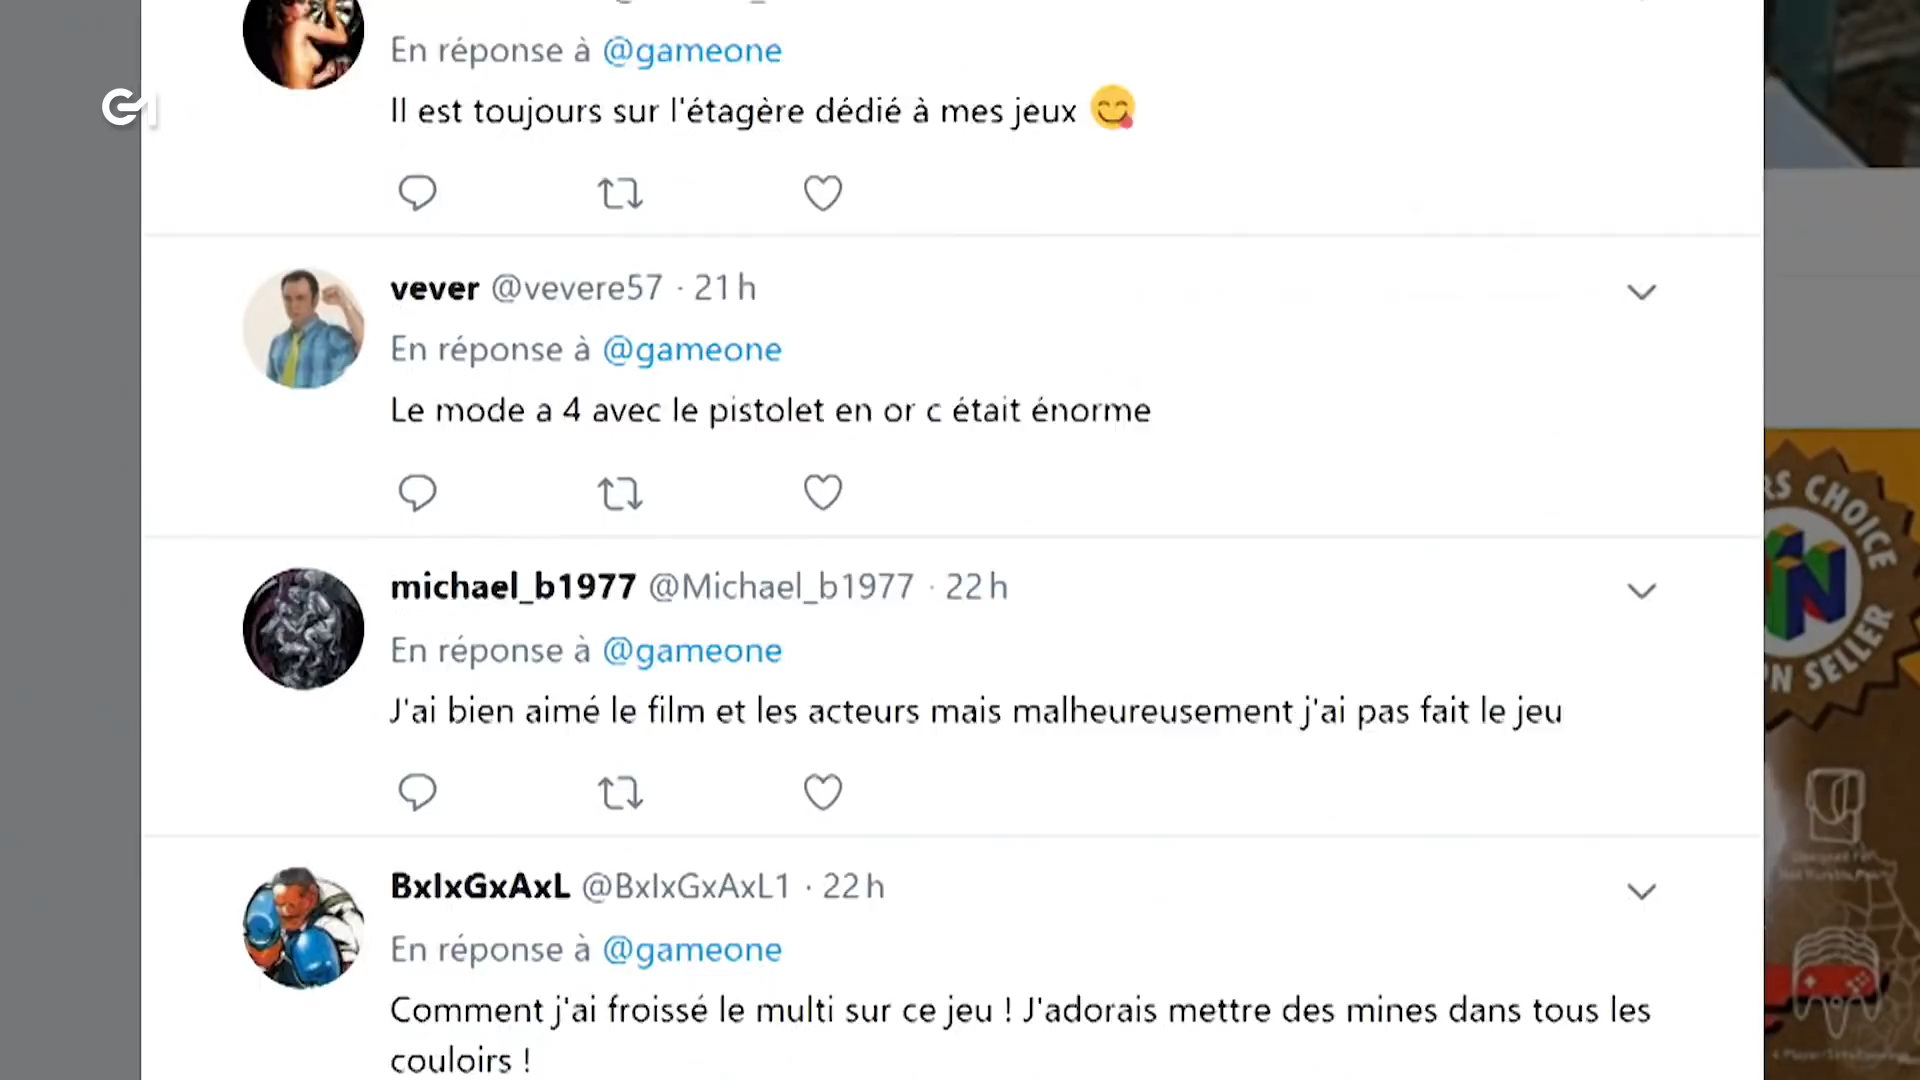 En réponse à @gameone
Il est toujours sur l'étagère dédié à mes jeux 😋
G1
vever @vevere57 · 21 h
En réponse à @gameone
Le mode a 4 avec le pistolet en or c était énorme
michael_b1977 @Michael_b1977 · 22 h
En réponse à @gameone
J'ai bien aimé le film et les acteurs mais malheureusement j'ai pas fait le jeu
BxIxGxAxL @BxIxGxAxL1 · 22 h
En réponse à @gameone
Comment j'ai froissé le multi sur ce jeu ! J'adorais mettre des mines dans tous les
couloirs !
CHOICE
SELLER